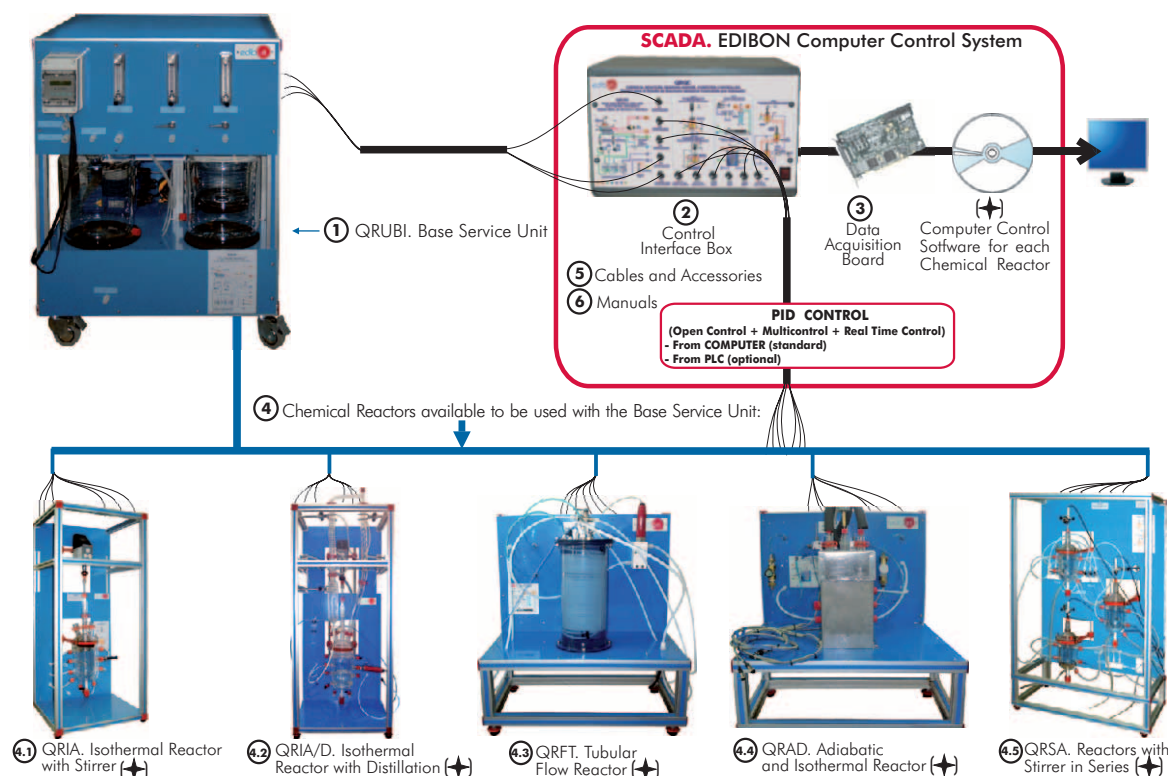 SCADA. EDIBON Computer Control System
1 QRUBI. Base Service Unit
2
Control
Interface Box
3
Data
Acquisition
Board
Computer Control
Software for each
Chemical Reactor
5 Cables and Accessories
6 Manuals
PID CONTROL
(Open Control + Multicontrol + Real Time Control)
- From COMPUTER (standard)
- From PLC (optional)
4 Chemical Reactors available to be used with the Base Service Unit:
4.1 QRIA. Isothermal Reactor
with Stirrer
4.2 QRIA/D. Isothermal
Reactor with Distillation
4.3 QRFT. Tubular
Flow Reactor
4.4 QRAD. Adiabatic
and Isothermal Reactor
4.5 QRSA. Reactors with
Stirrer in Series